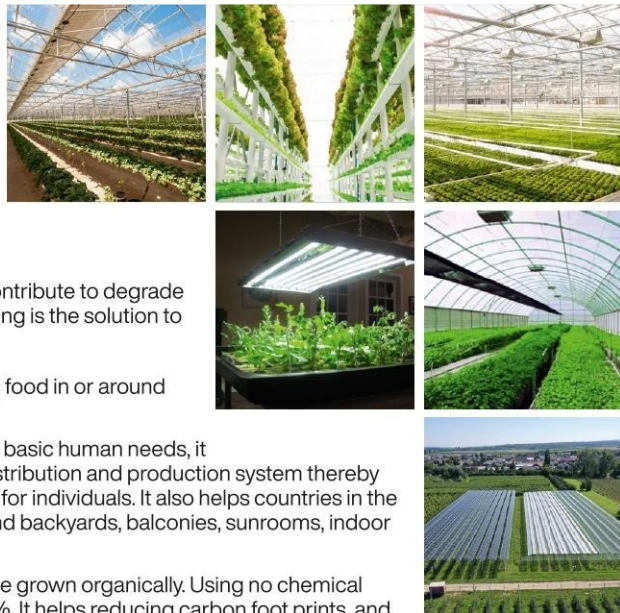 ontribute to degrade
ng is the solution to
food in or around
basic human needs, it
stribution and production system thereby
for individuals. It also helps countries in the
nd backyards, balconies, sunrooms, indoor
e grown organically. Using no chemical
%. It helps reducing carbon foot prints, and